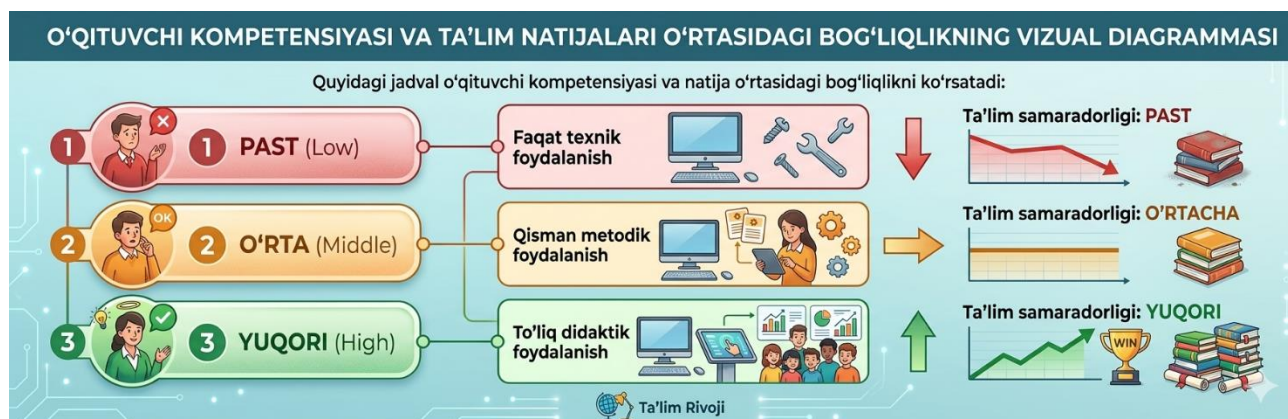 O‘QITUVCHI KOMPETENSIYASI VA TA’LIM NATIJALARI O‘RTASIDAGI BOG‘LIQLIKNING VIZUAL DIAGRAMMASI
Quyidagi jadval o‘qituvchi kompetensiyasi va natija o‘rtasidagi bog‘liqlikni ko‘rsatadi:
1
1 PAST (Low)
Faqat texnik
foydalanish
Ta’lim samaradorligi: PAST
2
OK
2 O‘RTA (Middle)
Qisman metodik
foydalanish
Ta’lim samaradorligi: O’RTACHA
3
3 YUQORI (High)
To‘liq didaktik
foydalanish
Ta’lim samaradorligi: YUQORI
WIN
Ta’lim Rivoji